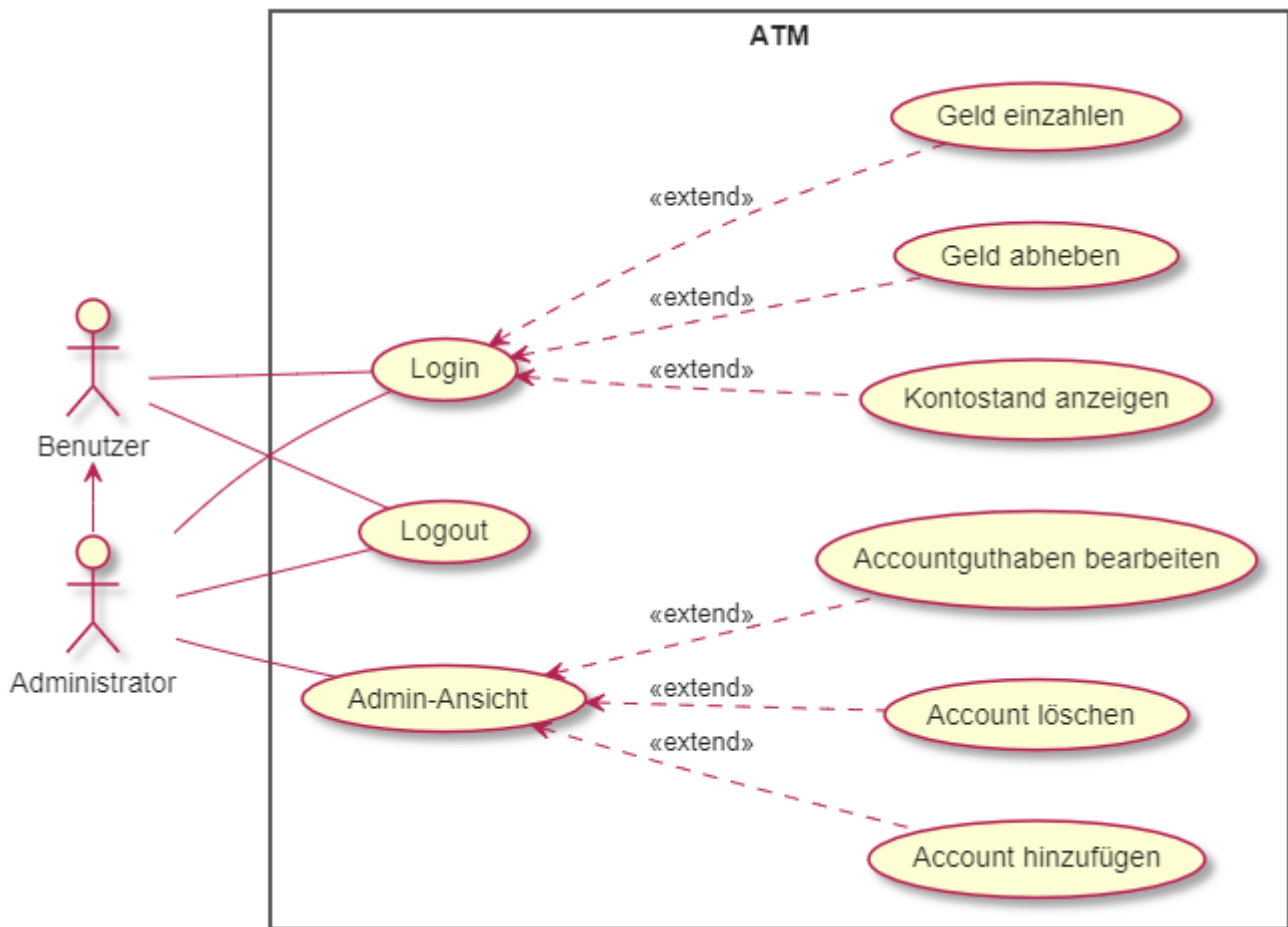 ATM
Geld einzahlen
«extend»
Geld abheben
«extend»
Login
«extend»
Kontostand anzeigen
Benutzer
Logout
Accountguthaben bearbeiten
«extend»
Administrator
Admin-Ansicht
«extend»
Account löschen
«extend»
Account hinzufügen